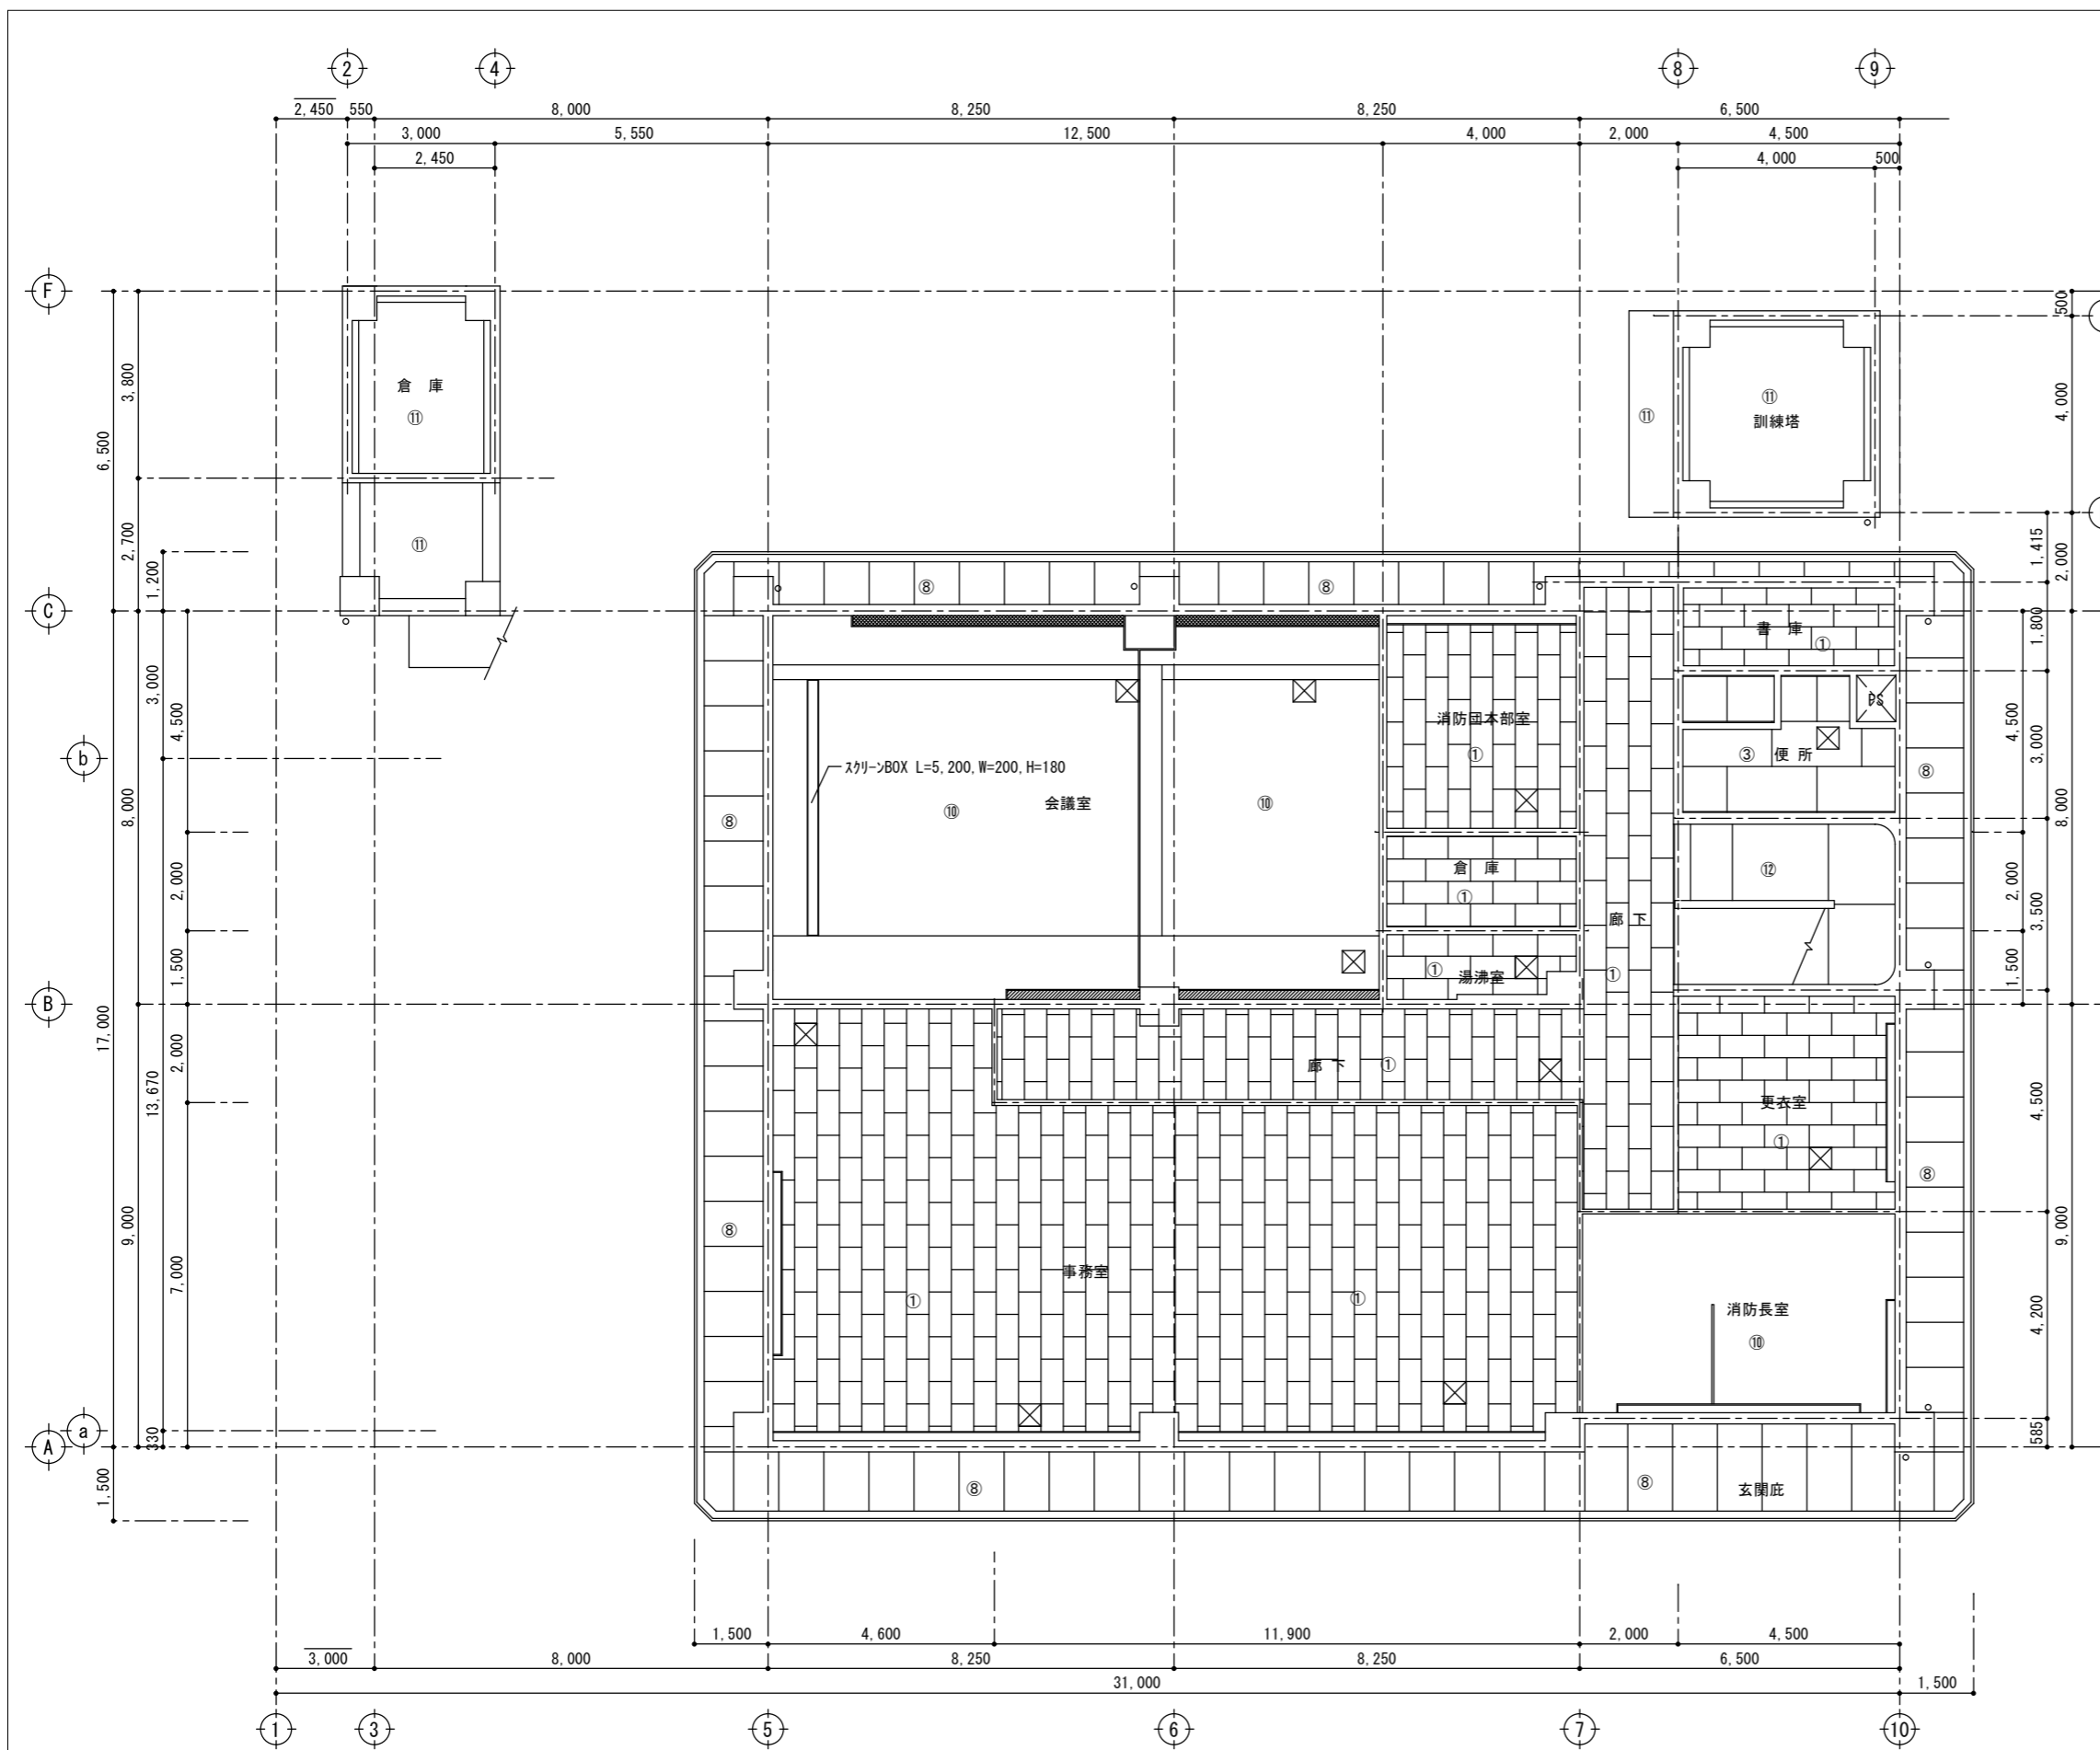 2 4 8 9
2,450 550 8,000 8,250 8,250 6,500
3,000 5,550 12,500 4,000 2,000 4,500
2,450 4,000 500
F
500
3,800
倉 庫
⑪
⑪
訓練塔
⑪
4,000
6,500
2,700
⑪
1,200
1,415
2,000
⑧ ⑧
C
書 庫
①
1,800
3,000
4,500
消防団本部室
①
DS
③ 便 所
4,500
3,000
b
スクリーンBOX L=5,200,W=200,H=180
⑧
8,000
⑩ 会議室 ⑩
⑧
8,000
2,000
倉 庫
①
⑫
2,000
廊 下
3,500
1,500
① 湯沸室
①
1,500
B
17,000
2,000
廊 下 ①
13,670
更衣室
①
4,500
⑧
9,000
⑧
7,000
事務室
① ①
9,000
消防長室
⑩
4,200
a
330
A
585
1,500
⑧ ⑧ 玄関庇
1,500 4,600 11,900 2,000 4,500
3,000 8,000 8,250 8,250 6,500
31,000 1,500
1 3 5 6 7 10